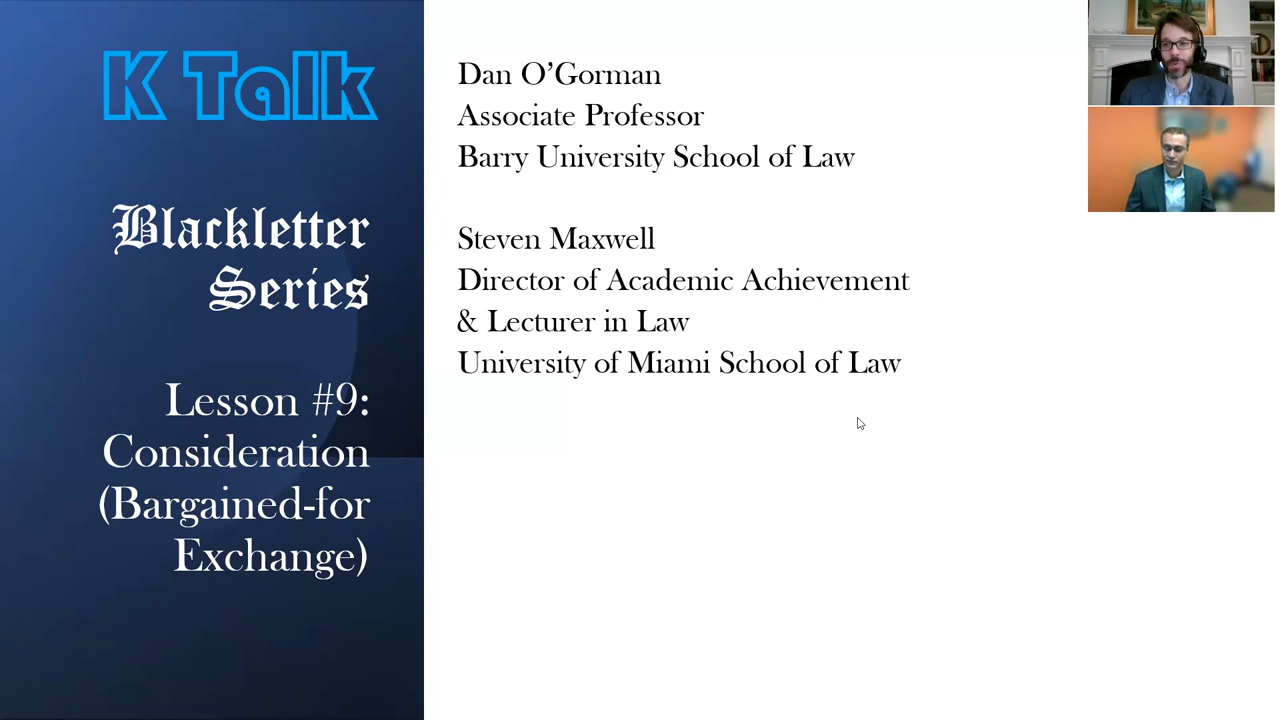 K Talk
Blackletter
Series
Lesson #9:
Consideration
(Bargained-for
Exchange)
Dan O’Gorman
Associate Professor
Barry University School of Law
Steven Maxwell
Director of Academic Achievement
& Lecturer in Law
University of Miami School of Law